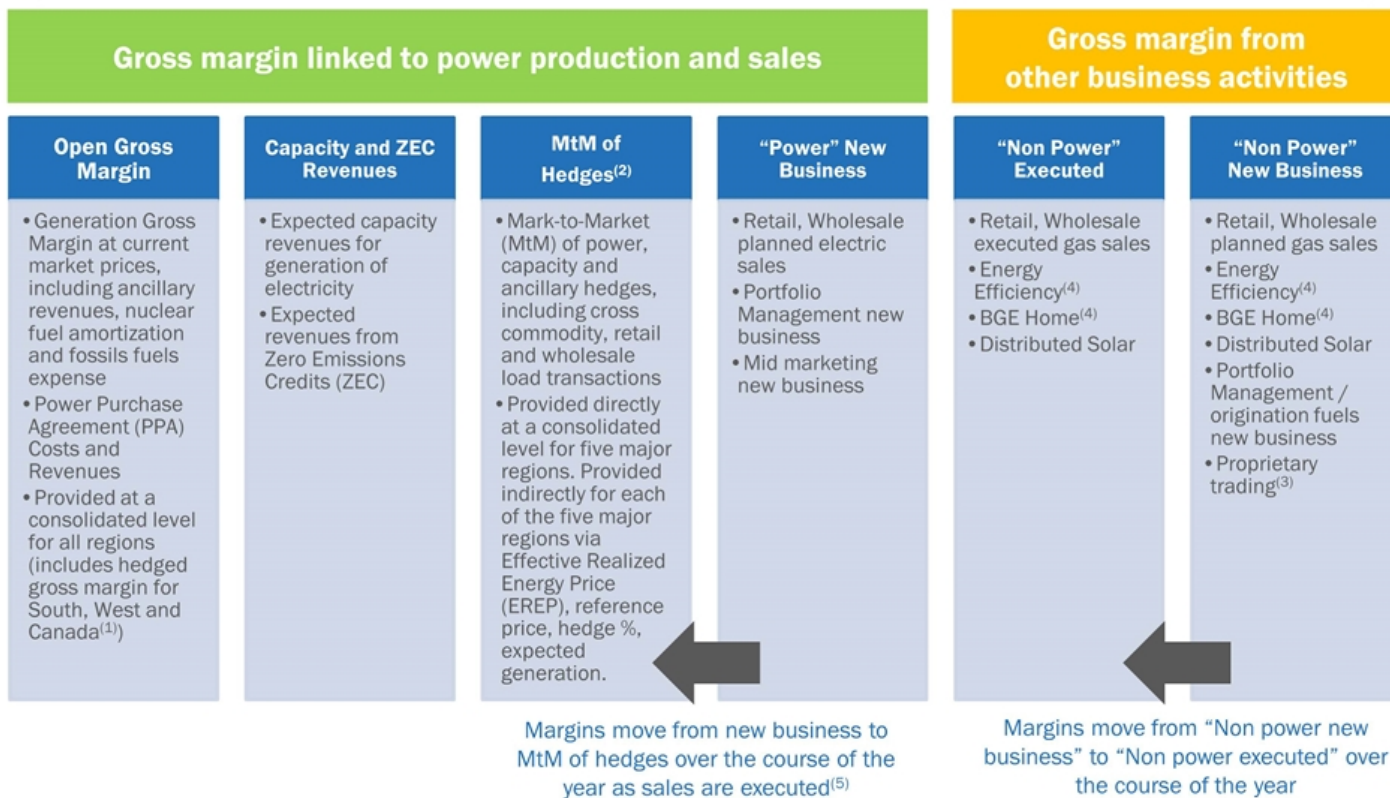 Gross margin linked to power production and sales
Gross margin from
other business activities
Open Gross
Margin
• Generation Gross
Margin at current
market prices,
including ancillary
revenues, nuclear
fuel amortization
and fossils fuels
expense
• Power Purchase
Agreement (PPA)
Costs and
Revenues
• Provided at a
consolidated level
for all regions
(includes hedged
gross margin for
South, West and
Canada(1))
Capacity and ZEC
Revenues
• Expected capacity
revenues for
generation of
electricity
• Expected
revenues from
Zero Emissions
Credits (ZEC)
MtM of
Hedges(2)
• Mark-to-Market
(MtM) of power,
capacity and
ancillary hedges,
including cross
commodity, retail
and wholesale
load transactions
• Provided directly
at a consolidated
level for five major
regions. Provided
indirectly for each
of the five major
regions via
Effective Realized
Energy Price
(EREP), reference
price, hedge %,
expected
generation.
“Power” New
Business
• Retail, Wholesale
planned electric
sales
• Portfolio
Management new
business
• Mid marketing
new business
“Non Power”
Executed
• Retail, Wholesale
executed gas sales
• Energy
Efficiency(4)
• BGE Home(4)
• Distributed Solar
“Non Power”
New Business
• Retail, Wholesale
planned gas sales
• Energy
Efficiency(4)
• BGE Home(4)
• Distributed Solar
• Portfolio
Management /
origination fuels
new business
• Proprietary
trading(3)
Margins move from new business to
MtM of hedges over the course of the
year as sales are executed(5)
Margins move from “Non power new
business” to “Non power executed” over
the course of the year